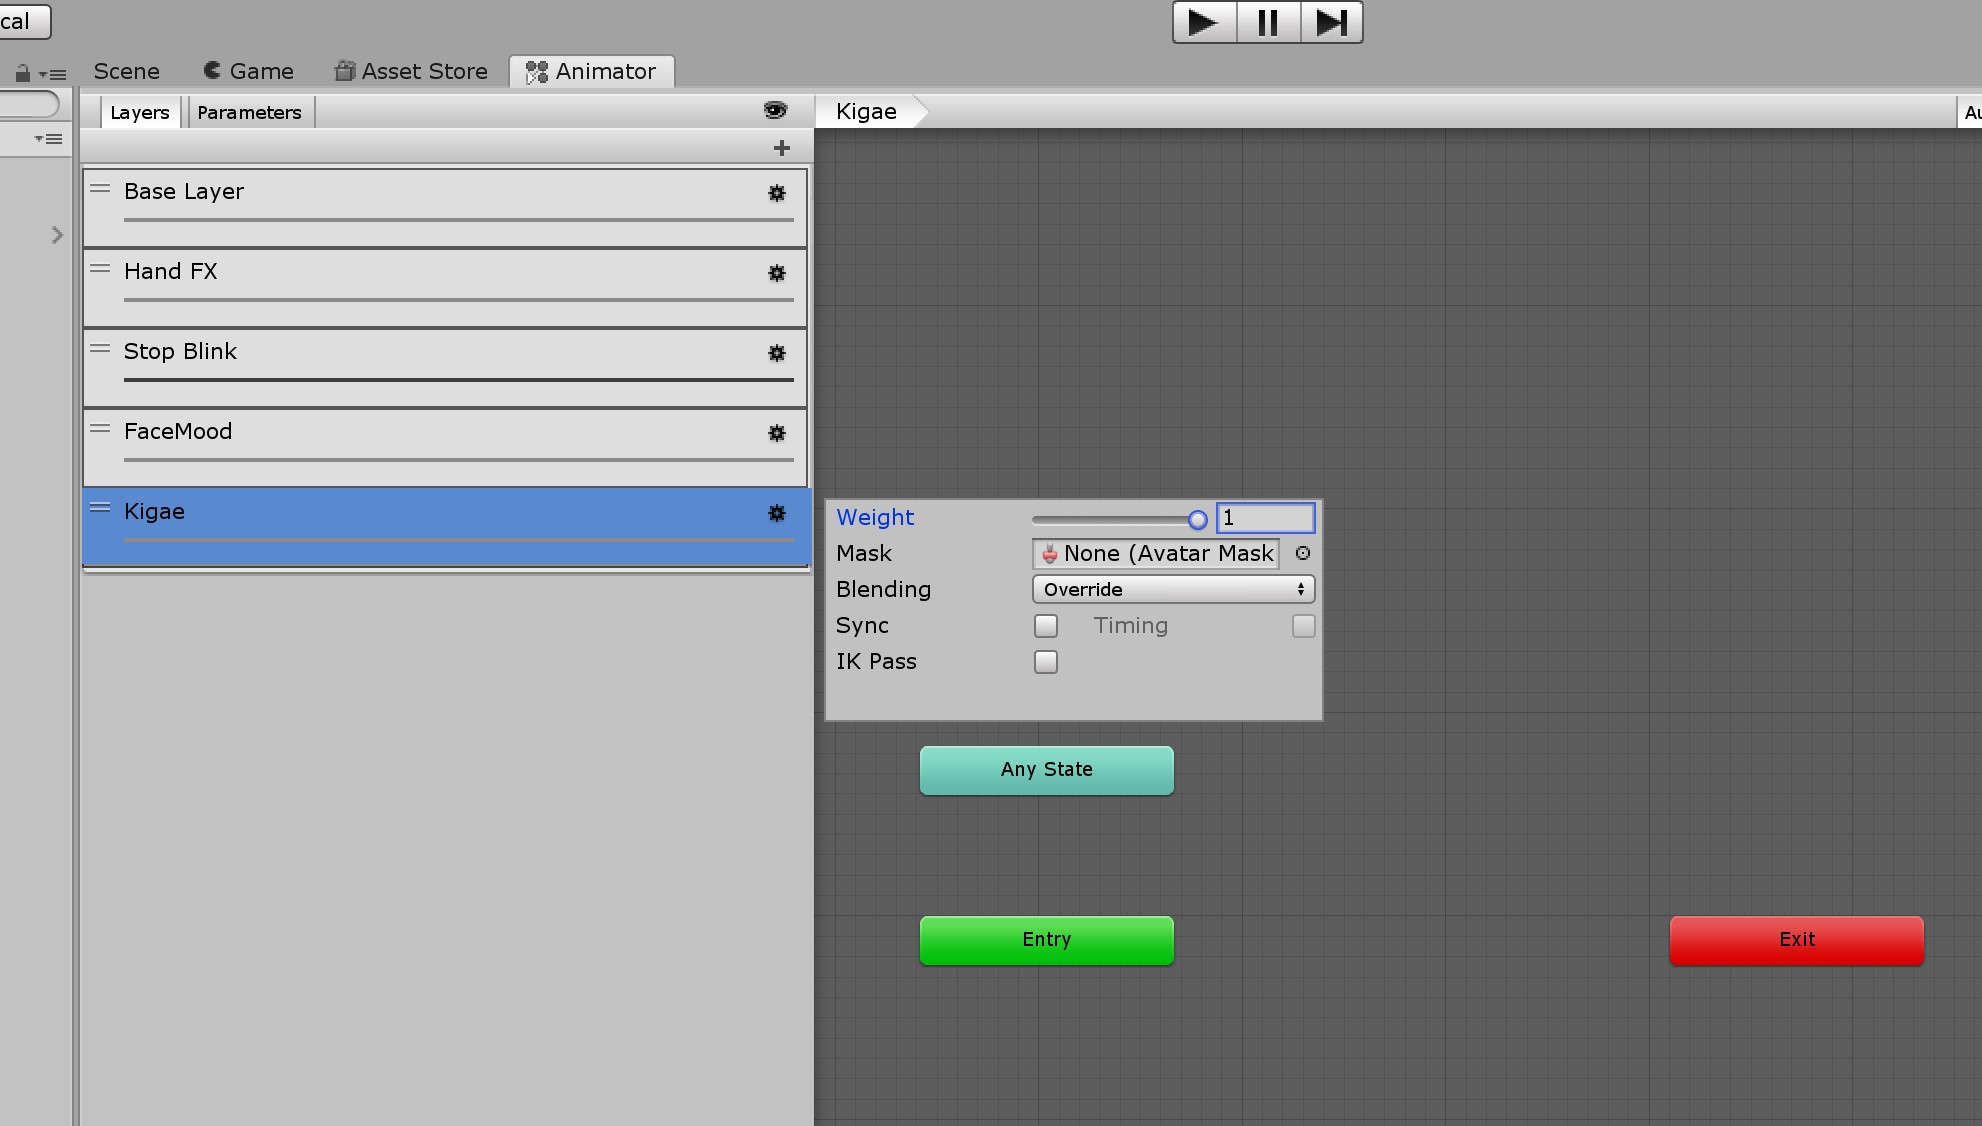 cal
Scene Game Asset Store Animator
Layers Parameters
Kigae
Au
Base Layer
Hand FX
Stop Blink
FaceMood
Kigae
Weight 1
Mask None (Avatar Mask
Blending Override
Sync Timing
IK Pass
Any State
Entry
Exit